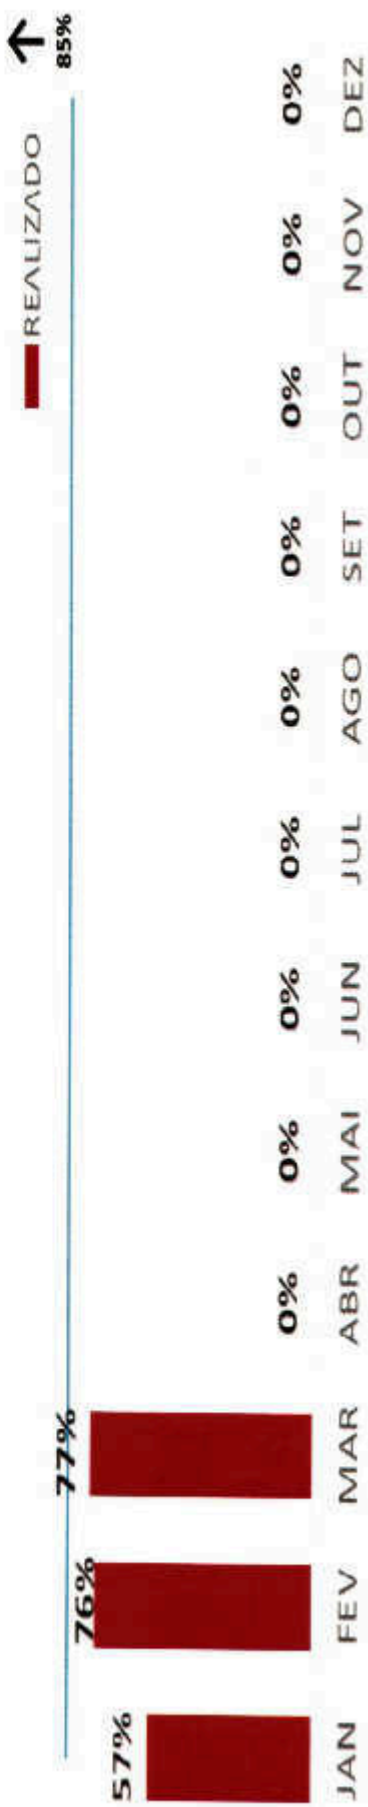 85%
REALIZADO
57% 76% 77% 0% 0% 0% 0% 0% 0% 0% 0% 0%
JAN FEV MAR ABR MAI JUN JUL AGO SET OUT NOV DEZ